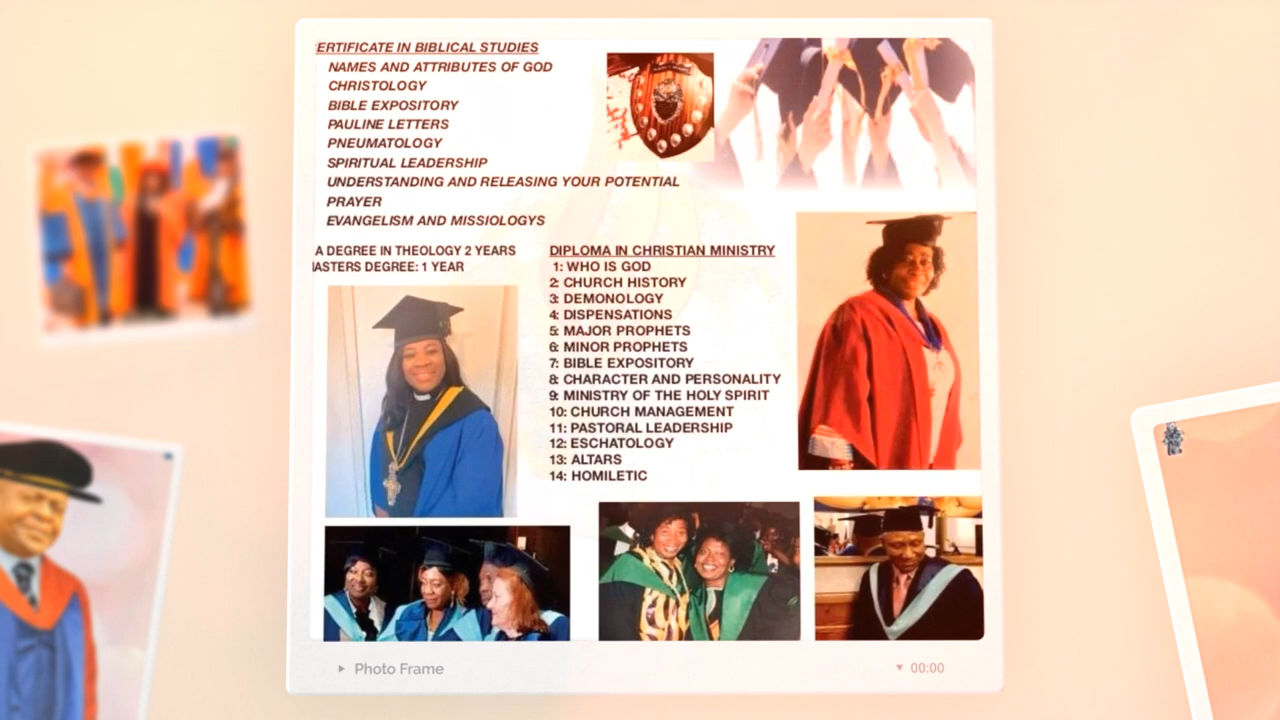 ERTIFICATE IN BIBLICAL STUDIES
NAMES AND ATTRIBUTES OF GOD
CHRISTOLOGY
BIBLE EXPOSITORY
PAULINE LETTERS
PNEUMATOLOGY
SPIRITUAL LEADERSHIP
UNDERSTANDING AND RELEASING YOUR POTENTIAL
PRAYER
EVANGELISM AND MISSIOLOGYS
A DEGREE IN THEOLOGY 2 YEARS
ASTERS DEGREE: 1 YEAR
DIPLOMA IN CHRISTIAN MINISTRY
1: WHO IS GOD
2: CHURCH HISTORY
3: DEMONOLOGY
4: DISPENSATIONS
5: MAJOR PROPHETS
6: MINOR PROPHETS
7: BIBLE EXPOSITORY
8: CHARACTER AND PERSONALITY
9: MINISTRY OF THE HOLY SPIRIT
10: CHURCH MANAGEMENT
11: PASTORAL LEADERSHIP
12: ESCHATOLOGY
13: ALTARS
14: HOMILETIC
Photo Frame
00:00